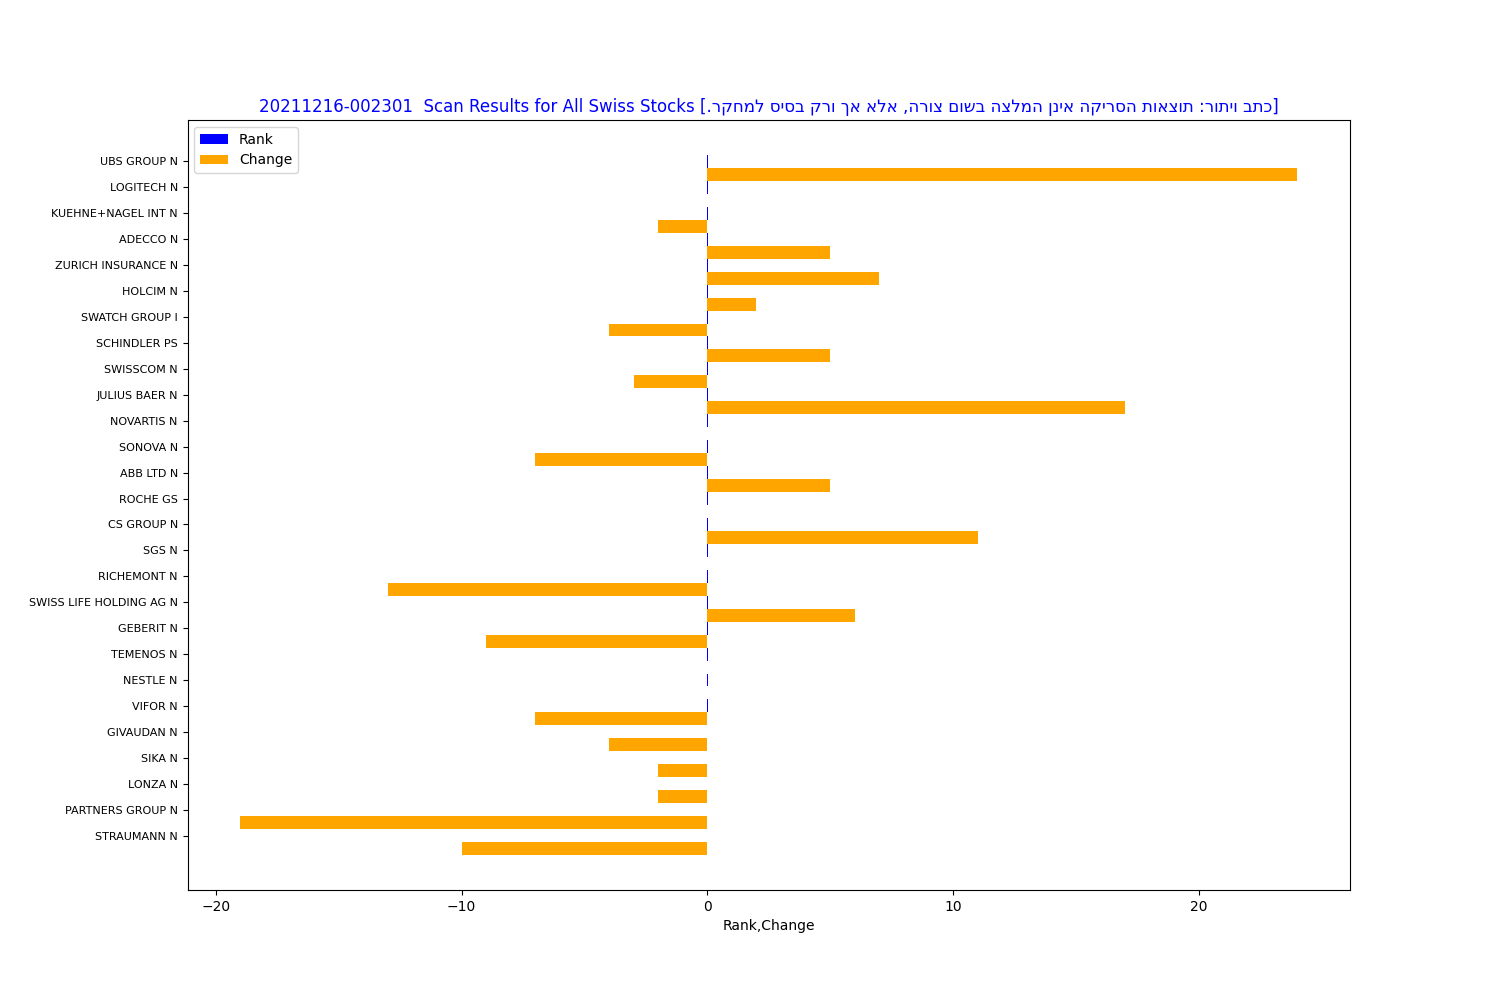 20211216-002301  Scan Results for All Swiss Stocks [כתב ויתור: תוצאות הסריקה אינן המלצה בשום צורה, אלא אך ורק בסיס למחקר.]
Rank
Change
UBS GROUP N
LOGITECH N
KUEHNE+NAGEL INT N
ADECCO N
ZURICH INSURANCE N
HOLCIM N
SWATCH GROUP I
SCHINDLER PS
SWISSCOM N
JULIUS BAER N
NOVARTIS N
SONOVA N
ABB LTD N
ROCHE GS
CS GROUP N
SGS N
RICHEMONT N
SWISS LIFE HOLDING AG N
GEBERIT N
TEMENOS N
NESTLE N
VIFOR N
GIVAUDAN N
SIKA N
LONZA N
PARTNERS GROUP N
STRAUMANN N
−20 −10 0 10 20
Rank,Change